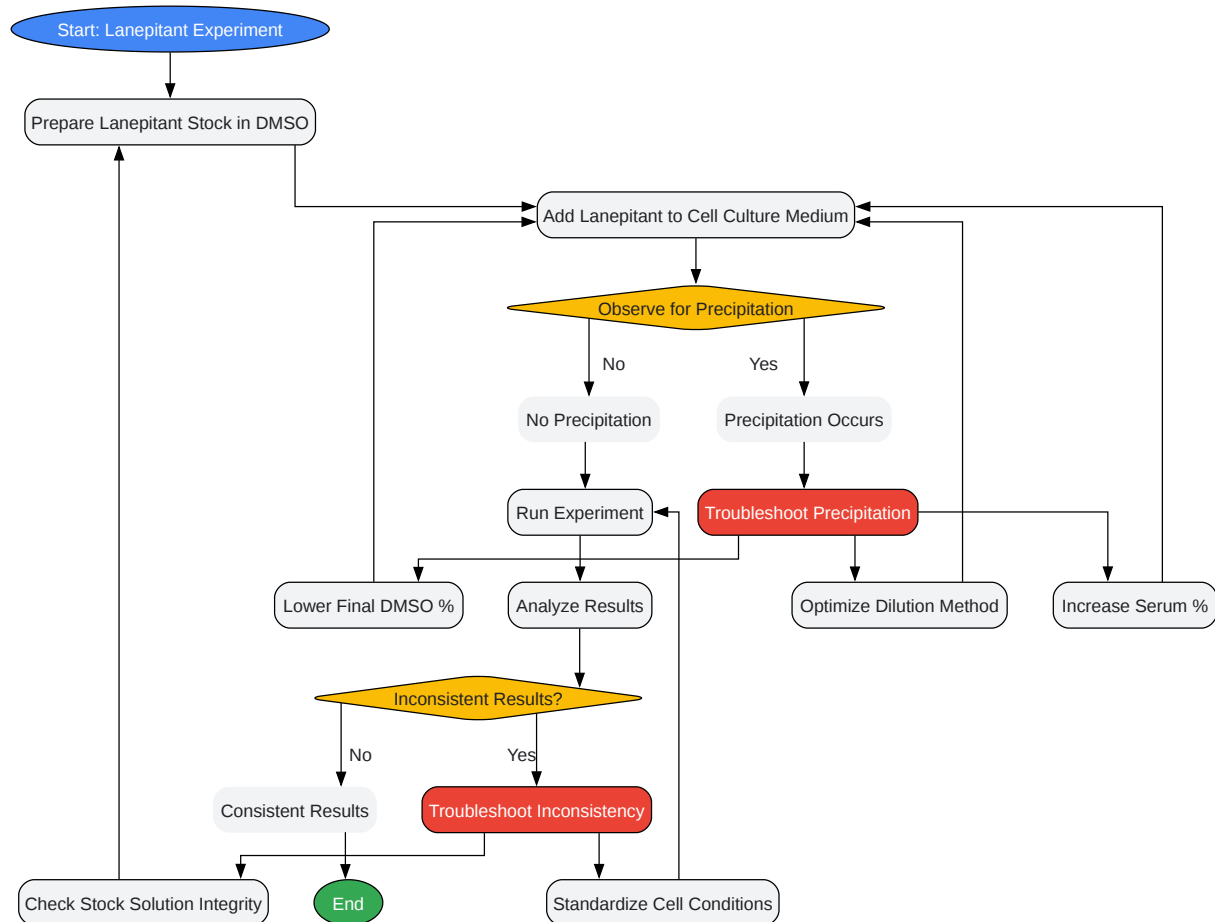 Start: Lanepitant Experiment
Prepare Lanepitant Stock in DMSO
Add Lanepitant to Cell Culture Medium
Observe for Precipitation
No
Yes
No Precipitation
Precipitation Occurs
Run Experiment
Troubleshoot Precipitation
Lower Final DMSO %
Analyze Results
Optimize Dilution Method
Increase Serum %
Inconsistent Results?
No
Yes
Consistent Results
Troubleshoot Inconsistency
Check Stock Solution Integrity
End
Standardize Cell Conditions